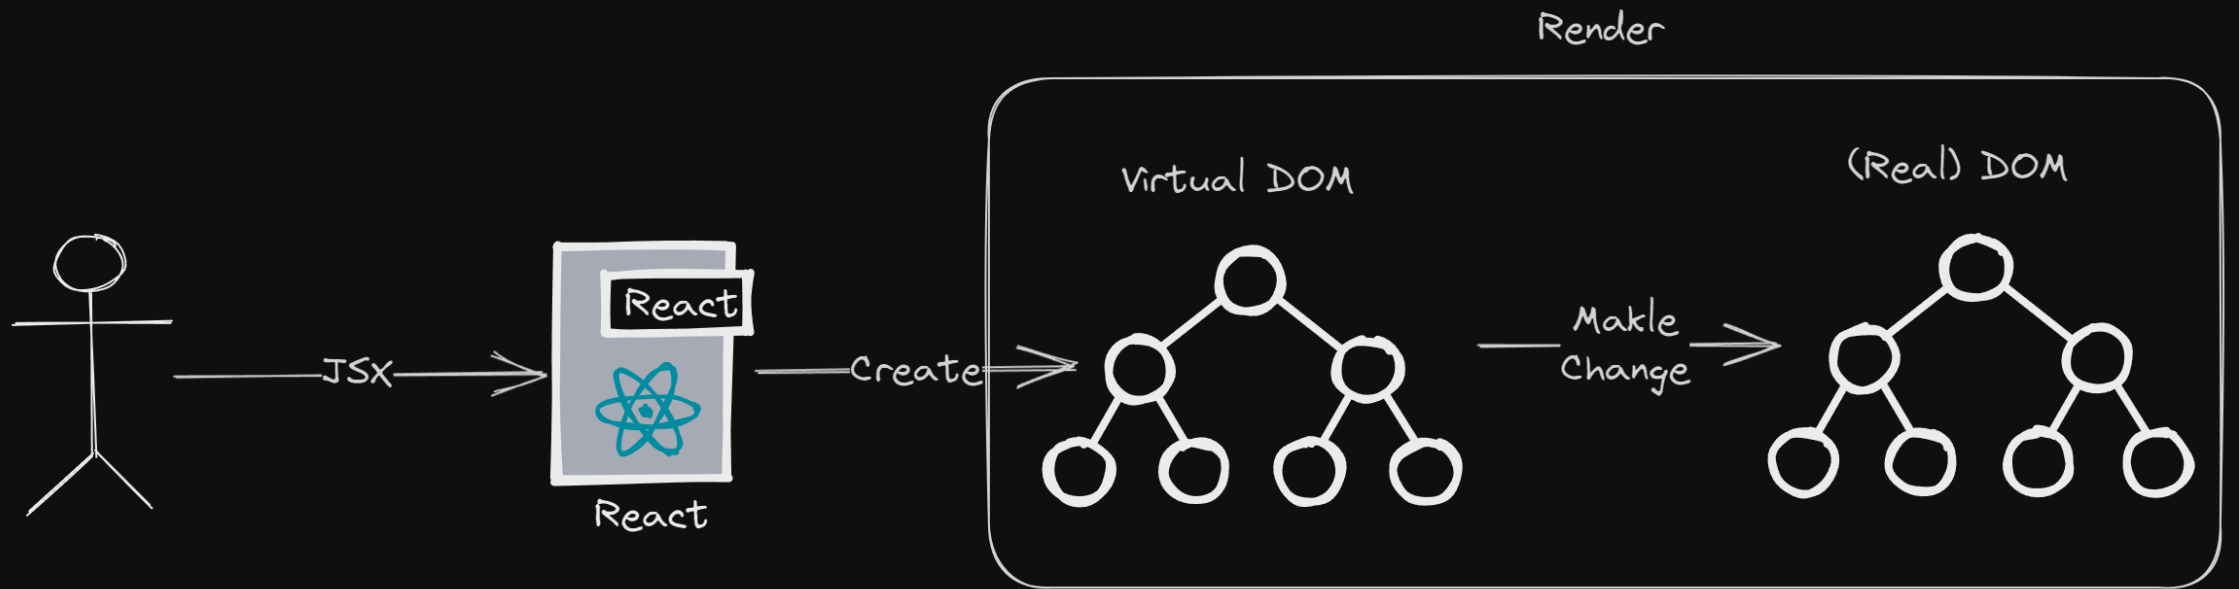 Render
Virtual DOM
(Real) DOM
React
JSX
Create
Makle
Change
React